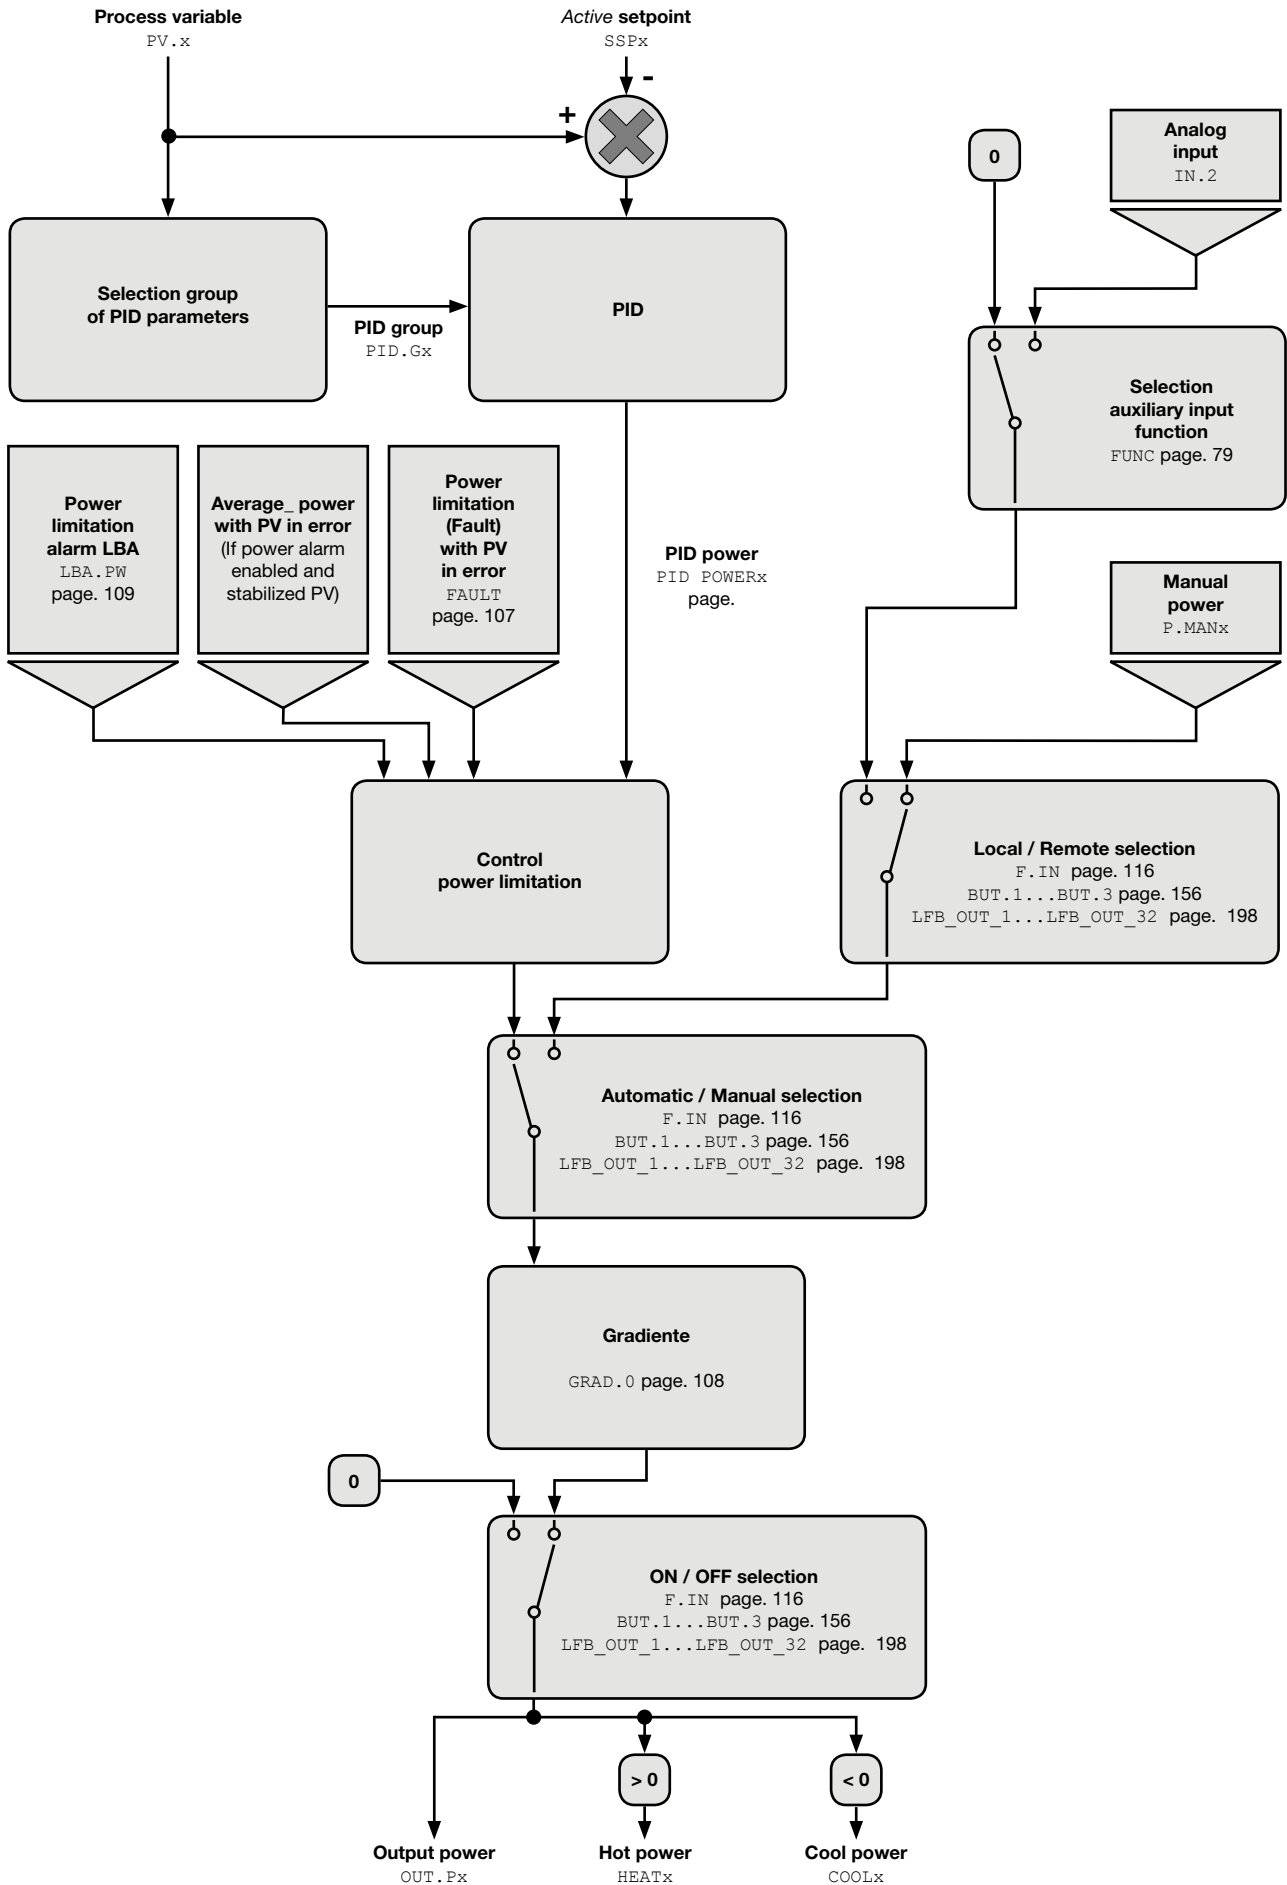 Process variable
PV.x
Active setpoint
SSPx
-
+
0
Analog
input
IN.2
Selection group
of PID parameters
PID group
PID.Gx
PID
Selection
auxiliary input
function
FUNC page. 79
Power
limitation
alarm LBA
LBA.PW
page. 109
Average_ power
with PV in error
(If power alarm
enabled and
stabilized PV)
Power
limitation
(Fault)
with PV
in error
FAULT
page. 107
PID power
PID POWERx
page.
Manual
power
P.MANx
Control
power limitation
Local / Remote selection
F.IN page. 116
BUT.1...BUT.3 page. 156
LFB_OUT_1...LFB_OUT_32 page. 198
Automatic / Manual selection
F.IN page. 116
BUT.1...BUT.3 page. 156
LFB_OUT_1...LFB_OUT_32 page. 198
Gradiente
GRAD.0 page. 108
0
ON / OFF selection
F.IN page. 116
BUT.1...BUT.3 page. 156
LFB_OUT_1...LFB_OUT_32 page. 198
> 0
< 0
Output power
OUT.Px
Hot power
HEATx
Cool power
COOLx